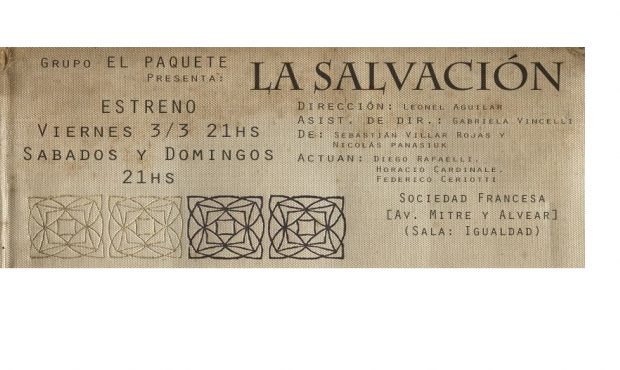 Grupo EL PAQUETE
Presenta:
LA SALVACIÓN
ESTRENO
Viernes 3/3 21hs
Sabados y Domingos
21hs
Dirección: Leonel Aguilar
Asist. de dir.: Gabriela Vincelli
De: Sebastián Villar Rojas y
Nicolás panasiuk
Actuan: Diego Rafaelli.
Horacio Cardinale.
Federico Ceriotti
Sociedad Francesa
[Av. Mitre y Alvear]
(Sala: Igualdad)